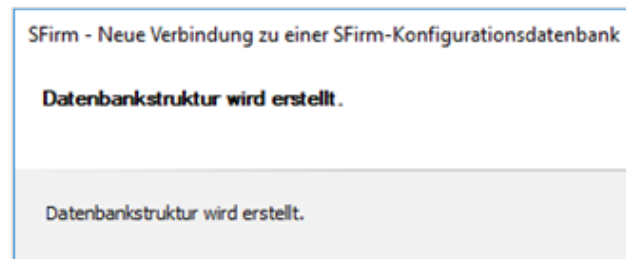 SFirm - Neue Verbindung zu einer SFirm-Konfigurationsdatenbank
Datenbankstruktur wird erstellt.
Datenbankstruktur wird erstellt.